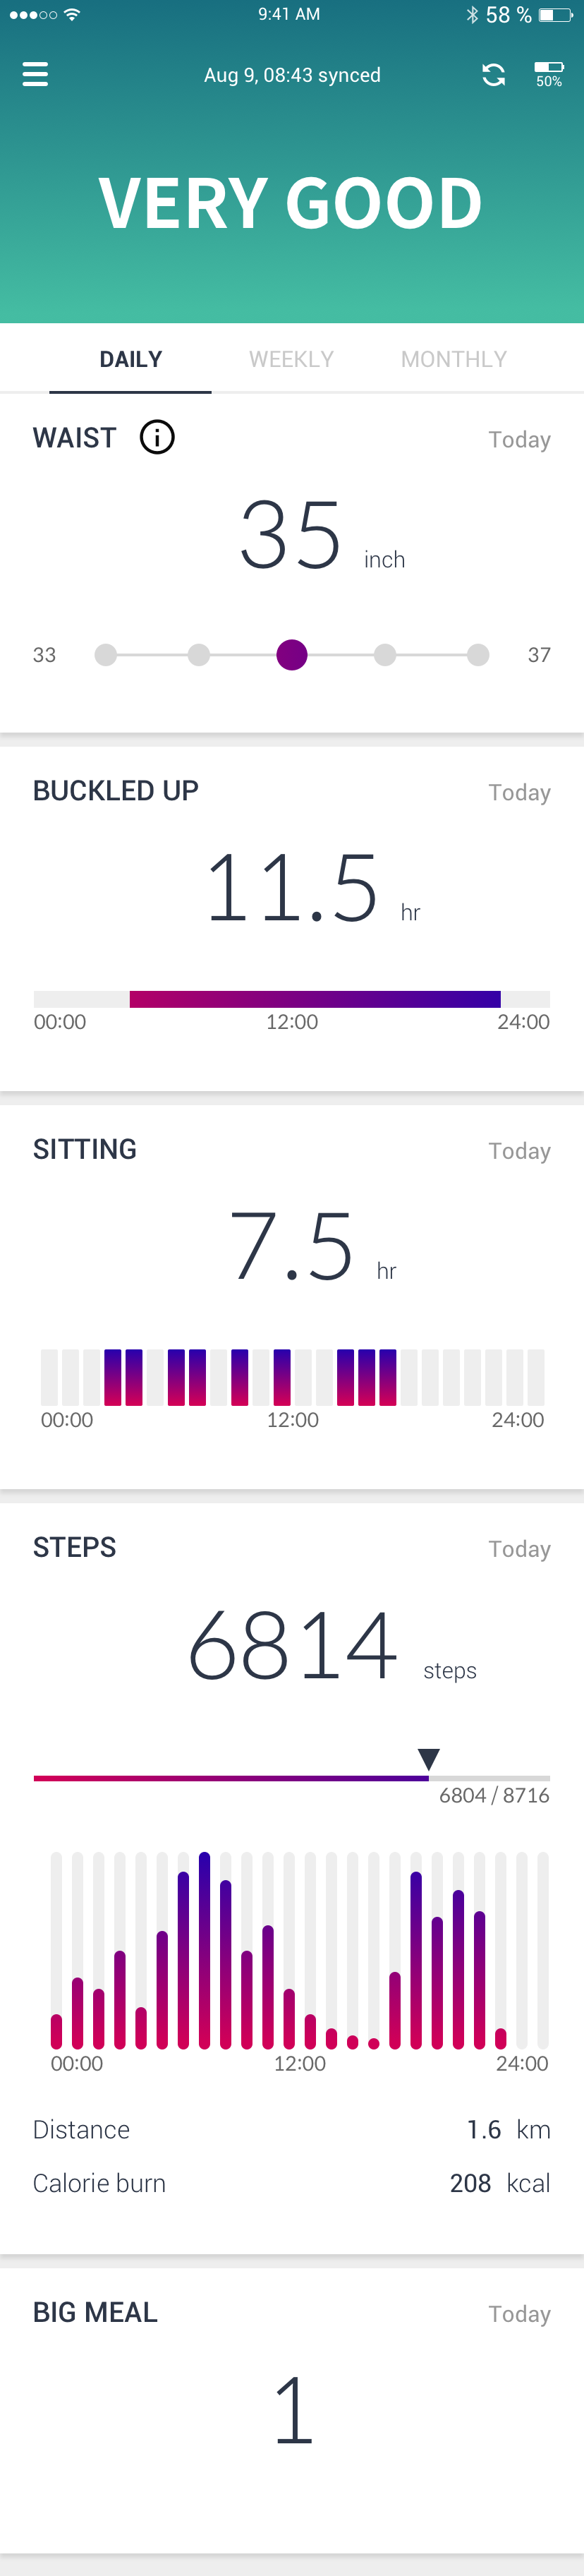 9:41 AM 58 %
Aug 9, 08:43 synced
50%
VERY GOOD
DAILY WEEKLY MONTHLY
WAIST Today
35 inch
33 37
BUCKLED UP Today
11.5 hr
00:00 12:00 24:00
SITTING Today
7.5 hr
00:00 12:00 24:00
STEPS Today
6814 steps
6804 / 8716
00:00 12:00 24:00
Distance 1.6 km
Calorie burn 208 kcal
BIG MEAL Today
1